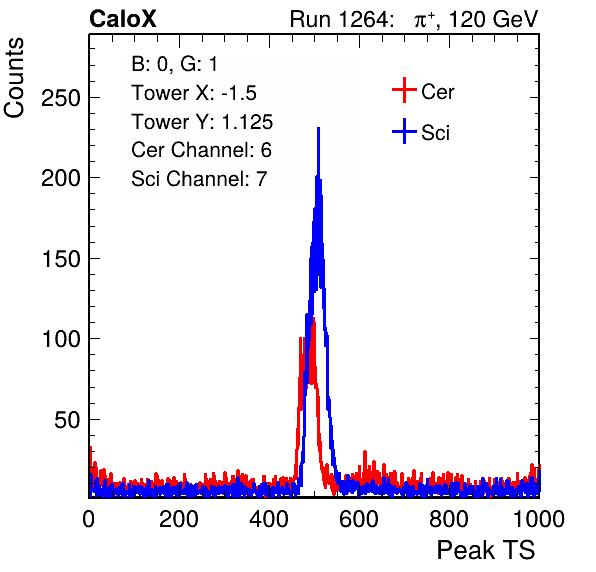 CaloX Run 1264: π⁺, 120 GeV
Counts
B: 0, G: 1
Tower X: -1.5
Tower Y: 1.125
Cer Channel: 6
Sci Channel: 7
Cer
Sci
250
200
150
100
50
0 200 400 600 800 1000
Peak TS